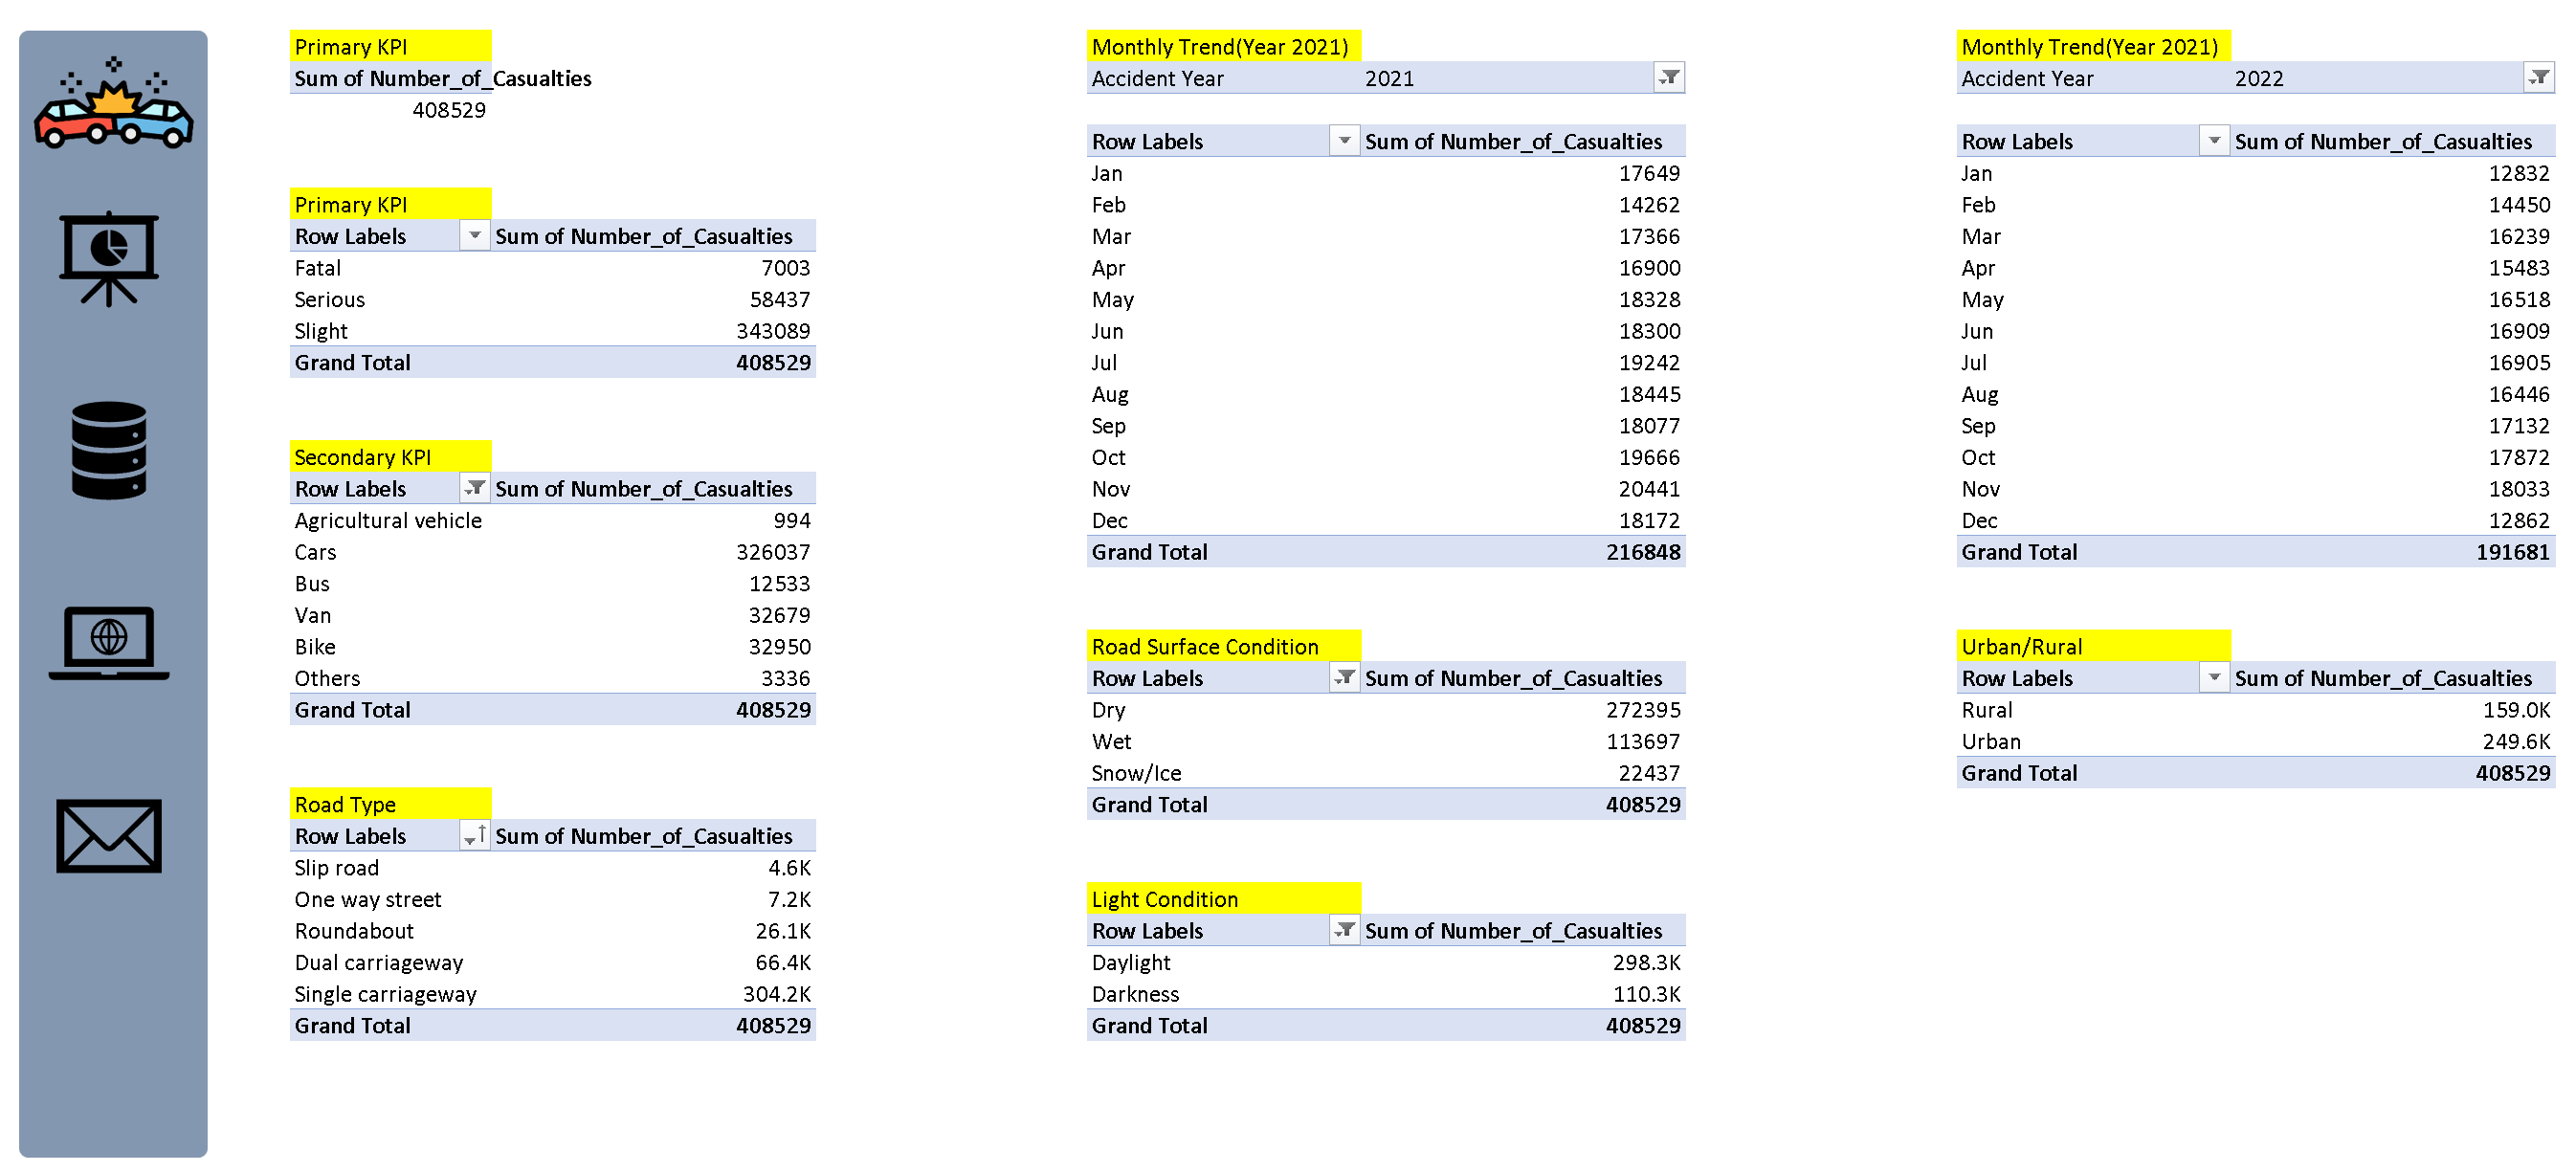 Primary KPI
Sum of Number_of_Casualties
408529
Primary KPI
Row Labels Sum of Number_of_Casualties
Fatal 7003
Serious 58437
Slight 343089
Grand Total 408529
Secondary KPI
Row Labels Sum of Number_of_Casualties
Agricultural vehicle 994
Cars 326037
Bus 12533
Van 32679
Bike 32950
Others 3336
Grand Total 408529
Road Type
Row Labels Sum of Number_of_Casualties
Slip road 4.6K
One way street 7.2K
Roundabout 26.1K
Dual carriageway 66.4K
Single carriageway 304.2K
Grand Total 408529
Monthly Trend(Year 2021)
Accident Year 2021
Row Labels Sum of Number_of_Casualties
Jan 17649
Feb 14262
Mar 17366
Apr 16900
May 18328
Jun 18300
Jul 19242
Aug 18445
Sep 18077
Oct 19666
Nov 20441
Dec 18172
Grand Total 216848
Road Surface Condition
Row Labels Sum of Number_of_Casualties
Dry 272395
Wet 113697
Snow/Ice 22437
Grand Total 408529
Light Condition
Row Labels Sum of Number_of_Casualties
Daylight 298.3K
Darkness 110.3K
Grand Total 408529
Monthly Trend(Year 2021)
Accident Year 2022
Row Labels Sum of Number_of_Casualties
Jan 12832
Feb 14450
Mar 16239
Apr 15483
May 16518
Jun 16909
Jul 16905
Aug 16446
Sep 17132
Oct 17872
Nov 18033
Dec 12862
Grand Total 191681
Urban/Rural
Row Labels Sum of Number_of_Casualties
Rural 159.0K
Urban 249.6K
Grand Total 408529